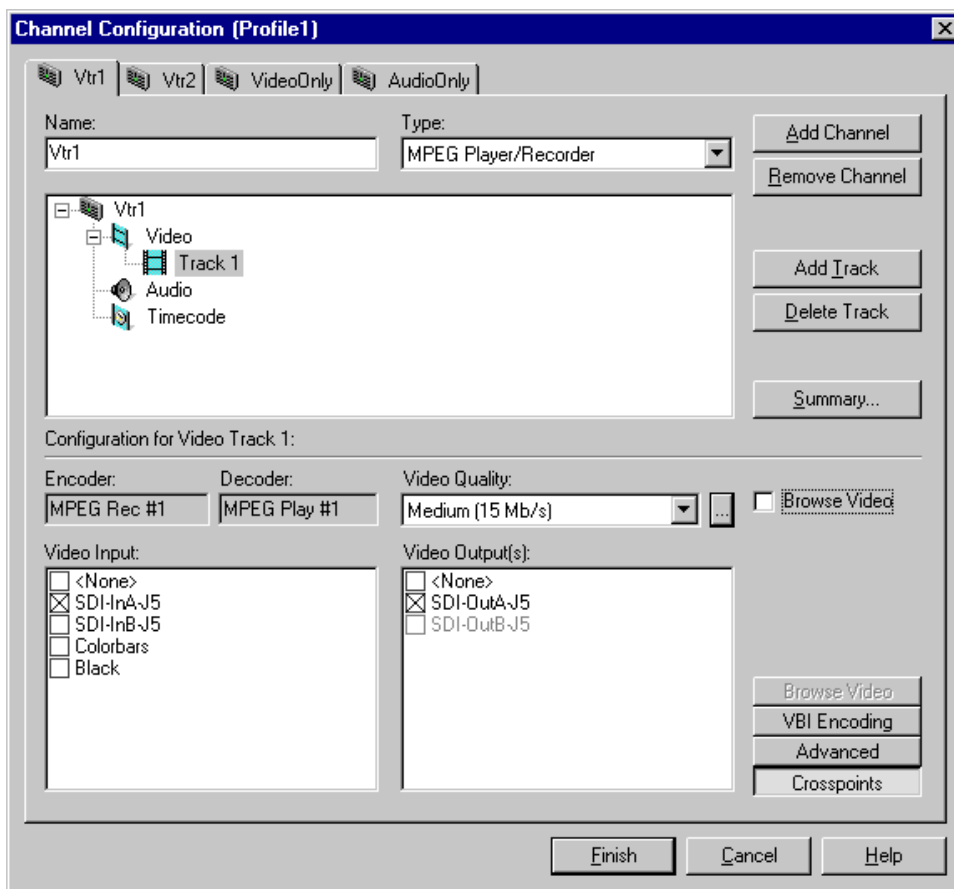 Channel Configuration (Profile1)
Vtr1 Vtr2 VideoOnly AudioOnly
Name: Type:
Vtr1 MPEG Player/Recorder
Add Channel
Remove Channel
Vtr1
Video
Track 1
Audio
Timecode
Add Track
Delete Track
Summary...
Configuration for Video Track 1:
Encoder: Decoder: Video Quality:
MPEG Rec #1 MPEG Play #1 Medium (15 Mb/s) ... Browse Video
Video Input: Video Output(s):
<None> <None>
SDI-InA-J5 SDI-OutA-J5
SDI-InB-J5 SDI-OutB-J5
Colorbars
Black
Browse Video
VBI Encoding
Advanced
Crosspoints
Finish Cancel Help